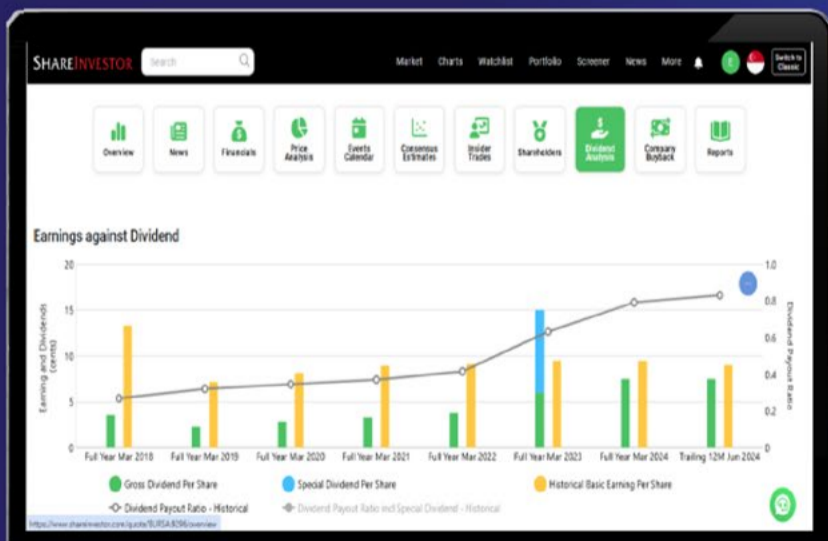 SHAREINVESTOR
Search
Market Charts Watchlist Portfolio Screener News More
Switch to
Classic
Overview
News
Financials
Price
Analysis
Events
Calendar
Consensus
Estimates
Insider
Trades
Shareholders
Dividend
Analysis
Company
Buyback
Reports
Earnings against Dividend
Earning and Dividends
(cents)
20
15
10
5
0
1.0
0.8
0.6
0.4
0.2
0
Dividend Payout Ratio
Full Year Mar 2018 Full Year Mar 2019 Full Year Mar 2020 Full Year Mar 2021 Full Year Mar 2022 Full Year Mar 2023 Full Year Mar 2024 Trailing 12M Jun 2024
Gross Dividend Per Share Special Dividend Per Share Historical Basic Earning Per Share
Dividend Payout Ratio - Historical Dividend Payout Ratio incl Special Dividend - Historical